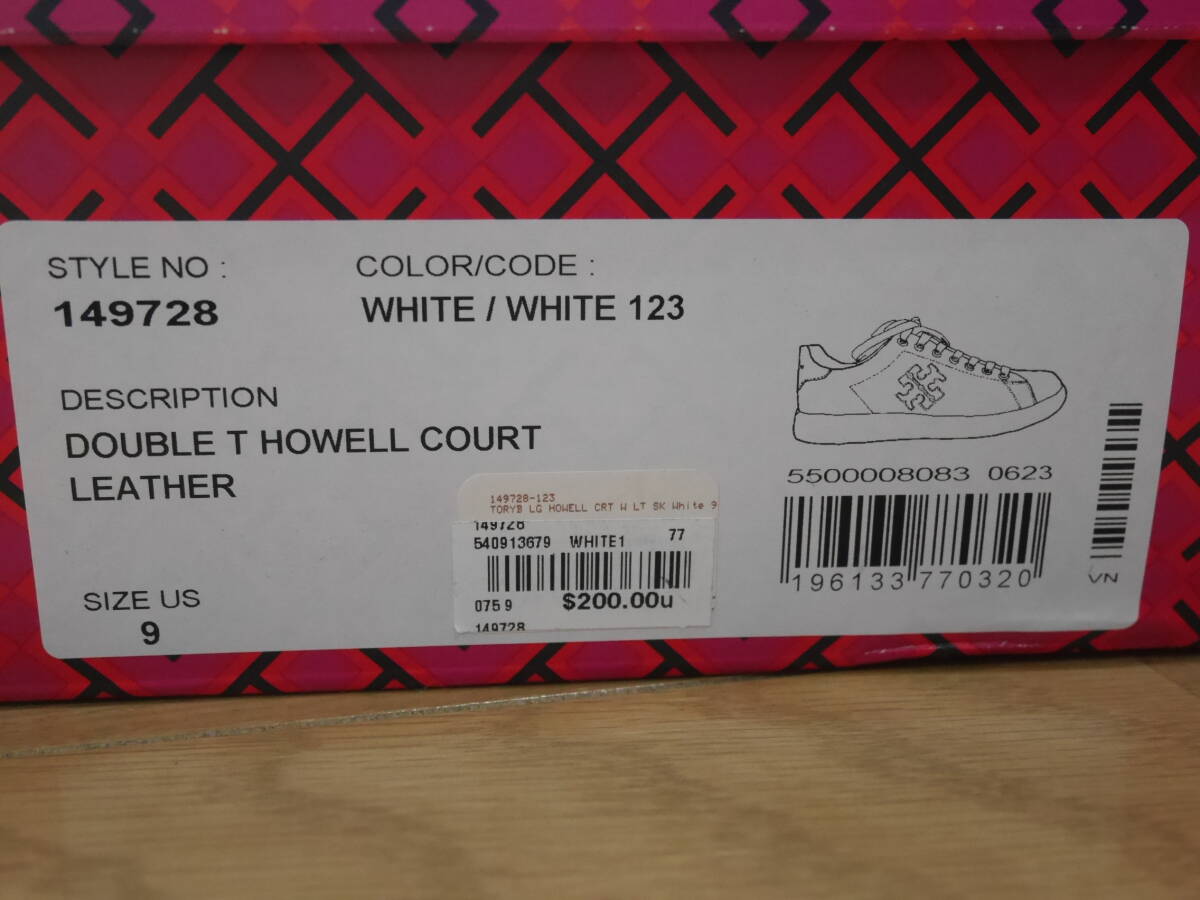 STYLE NO :
149728
COLOR/CODE :
WHITE / WHITE 123
DESCRIPTION
DOUBLE T HOWELL COURT
LEATHER
SIZE US
9
149728-123
TORYB LG HOWELL CRT W LT SK White 9
149728
540913679 WHITE1 77
075 9 $200.00u
149728
5500008083 0623
196133 770320
VN